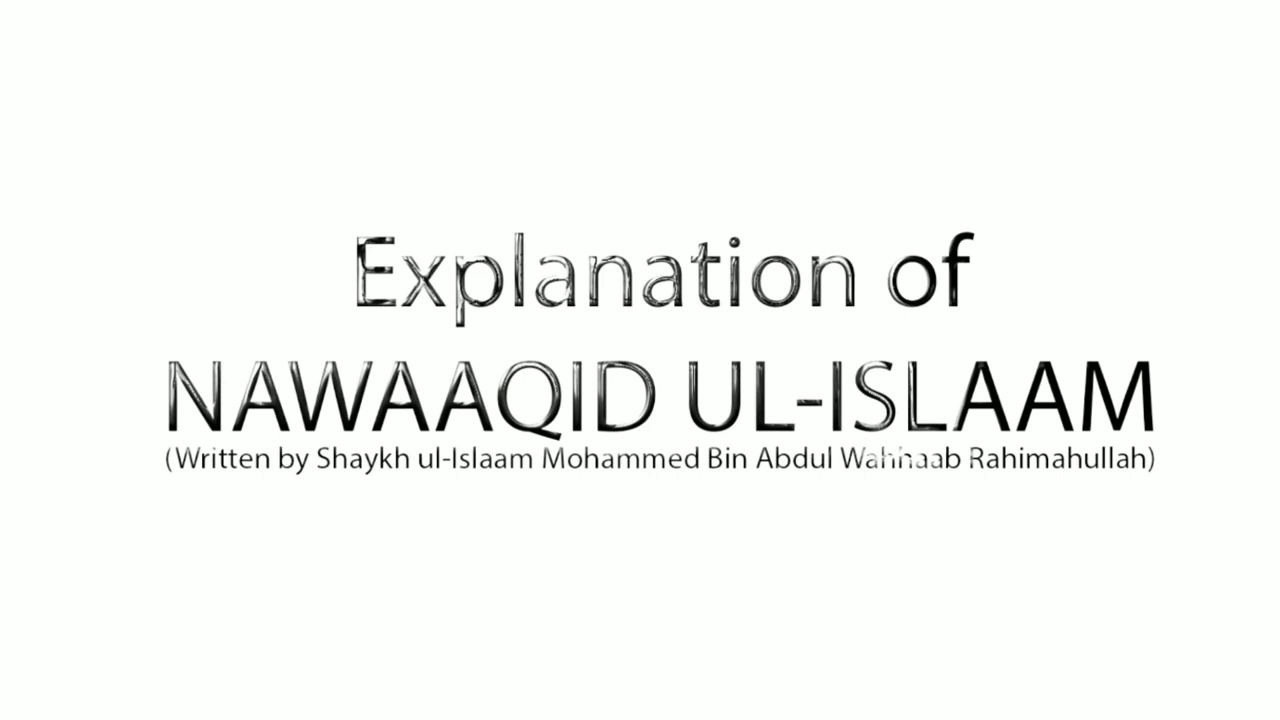 Explanation of
NAWAAQID UL-ISLAAM
(Written by Shaykh ul-Islaam Mohammed Bin Abdul Wahhaab Rahimahullah)